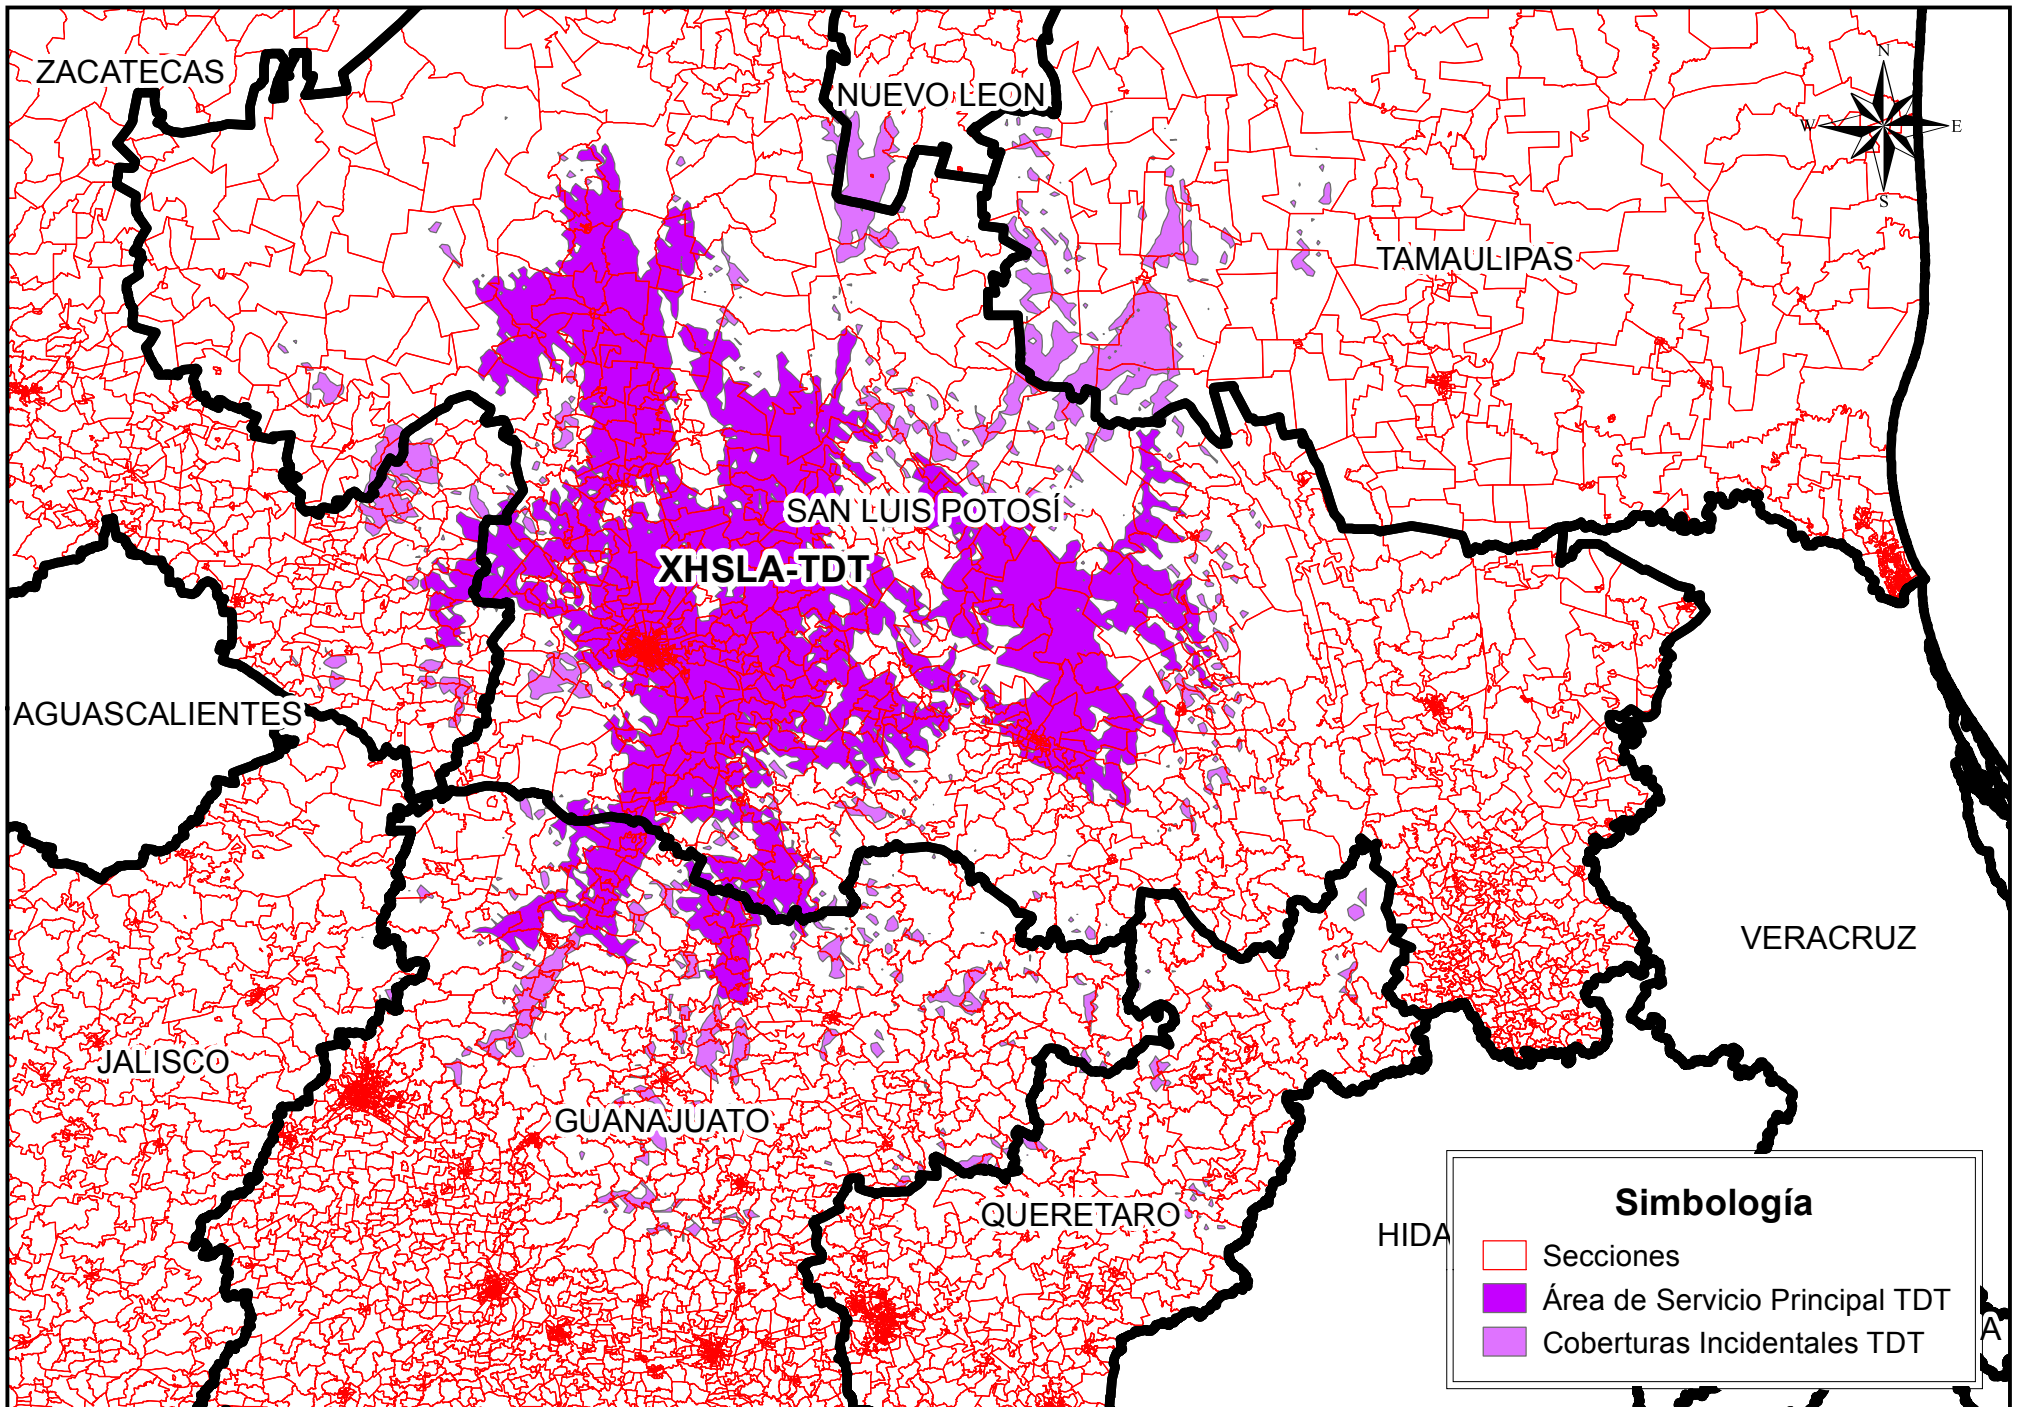 ZACATECAS
NUEVO LEON
N
W
E
S
TAMAULIPAS
SAN LUIS POTOSÍ
XHSLA-TDT
AGUASCALIENTES
VERACRUZ
JALISCO
GUANAJUATO
QUERETARO
HIDA
Simbología
Secciones
Área de Servicio Principal TDT
Coberturas Incidentales TDT
A